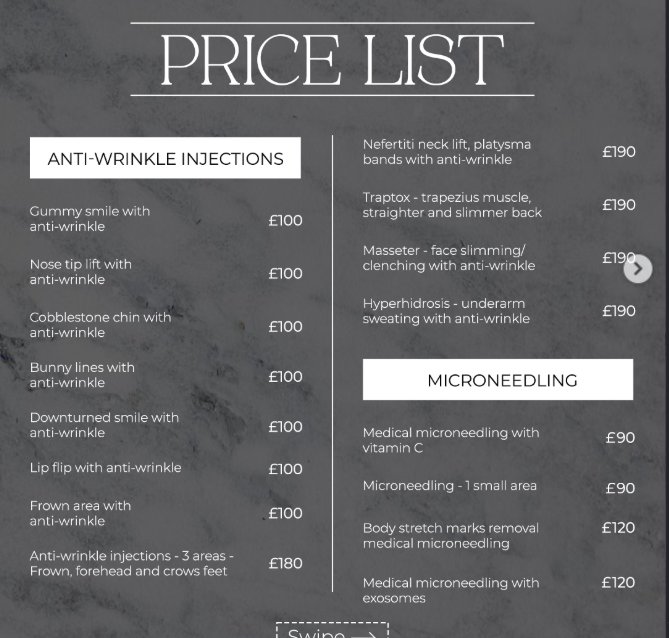 PRICE LIST
ANTI-WRINKLE INJECTIONS
Gummy smile with
anti-wrinkle
£100
Nose tip lift with
anti-wrinkle
£100
Cobblestone chin with
anti-wrinkle
£100
Bunny lines with
anti-wrinkle
£100
Downturned smile with
anti-wrinkle
£100
Lip flip with anti-wrinkle
£100
Frown area with
anti-wrinkle
£100
Anti-wrinkle injections - 3 areas -
Frown, forehead and crows feet
£180
Nefertiti neck lift, platysma
bands with anti-wrinkle
£190
Traptox - trapezius muscle,
straighter and slimmer back
£190
Masseter - face slimming/
clenching with anti-wrinkle
£190
Hyperhidrosis - underarm
sweating with anti-wrinkle
£190
MICRONEEDLING
Medical microneedling with
vitamin C
£90
Microneedling - 1 small area
£90
Body stretch marks removal
medical microneedling
£120
Medical microneedling with
exosomes
£120
Swipe